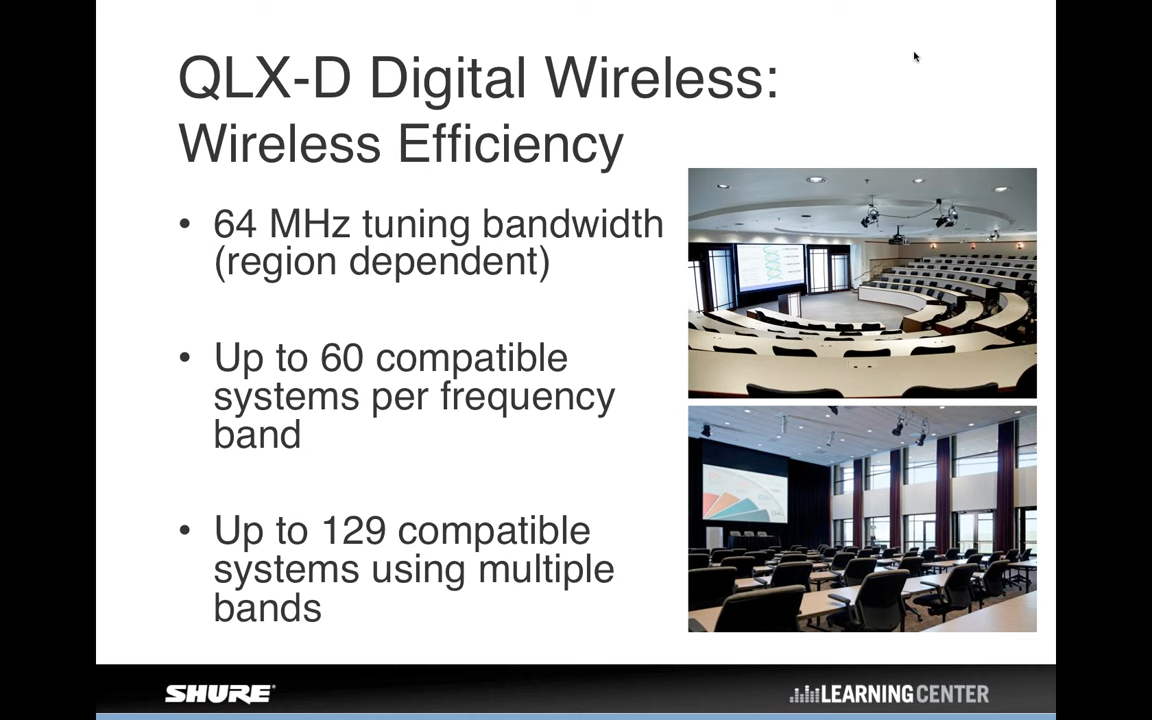 QLX-D Digital Wireless:
Wireless Efficiency
• 64 MHz tuning bandwidth
(region dependent)
• Up to 60 compatible
systems per frequency
band
• Up to 129 compatible
systems using multiple
bands
SHURE
LEARNING CENTER